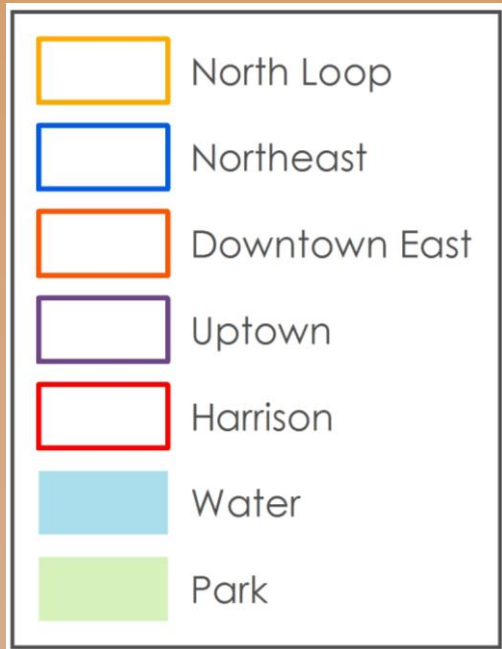 North Loop
Northeast
Downtown East
Uptown
Harrison
Water
Park